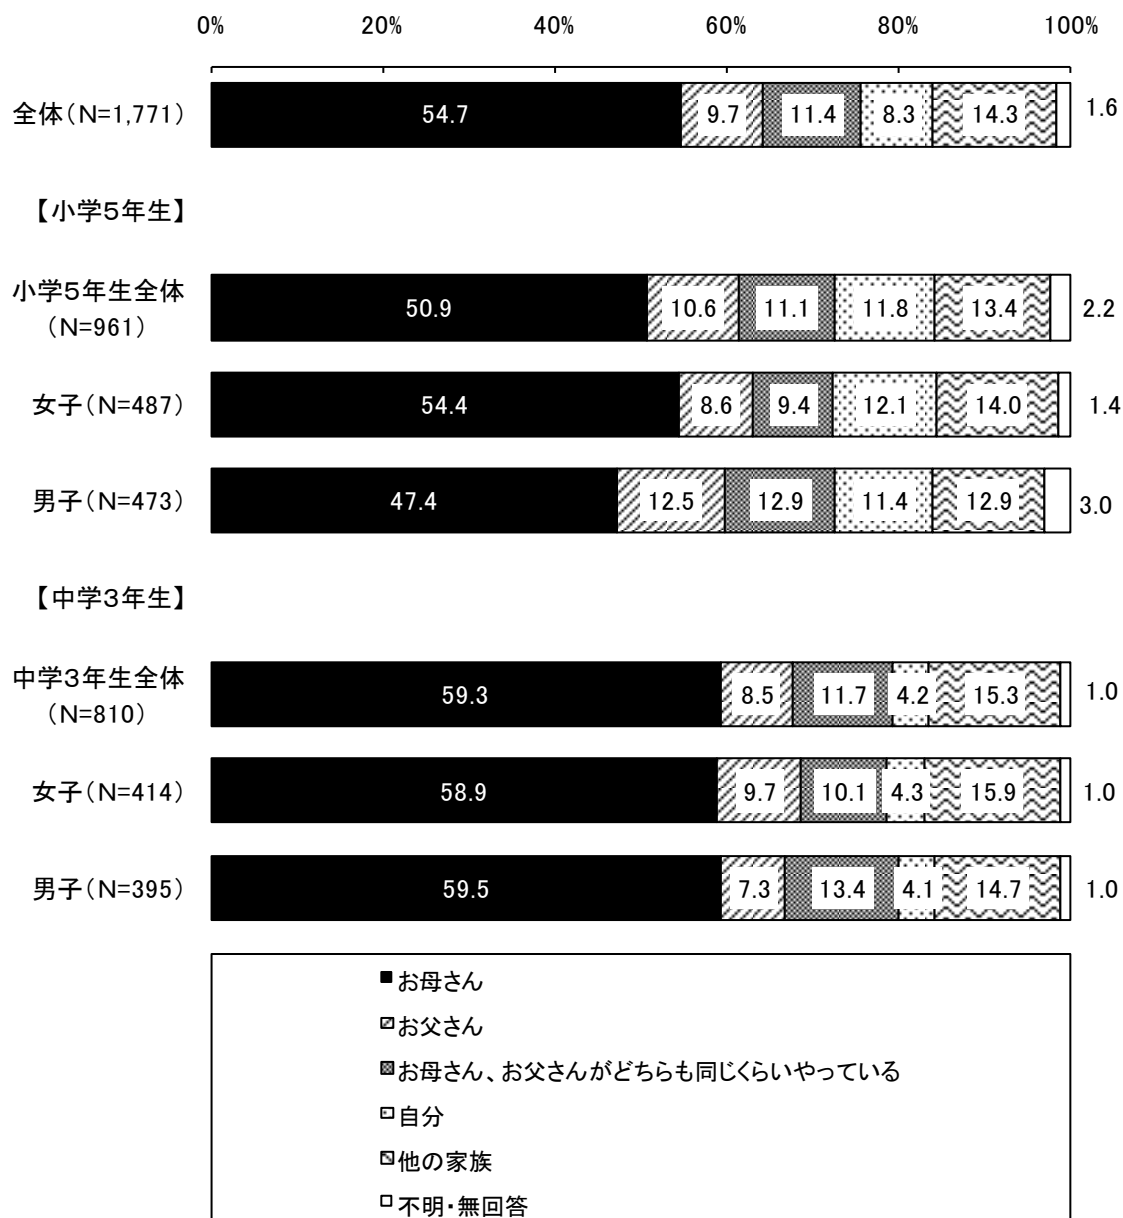 0% 20% 40% 60% 80% 100%
全体(N=1,771) 54.7 9.7 11.4 8.3 14.3 1.6
【小学5年生】
小学5年生全体
(N=961)
50.9 10.6 11.1 11.8 13.4 2.2
女子(N=487) 54.4 8.6 9.4 12.1 14.0 1.4
男子(N=473) 47.4 12.5 12.9 11.4 12.9 3.0
【中学3年生】
中学3年生全体
(N=810)
59.3 8.5 11.7 4.2 15.3 1.0
女子(N=414) 58.9 9.7 10.1 4.3 15.9 1.0
男子(N=395) 59.5 7.3 13.4 4.1 14.7 1.0
お母さん
お父さん
お母さん、お父さんがどちらも同じくらいやっている
自分
他の家族
不明・無回答